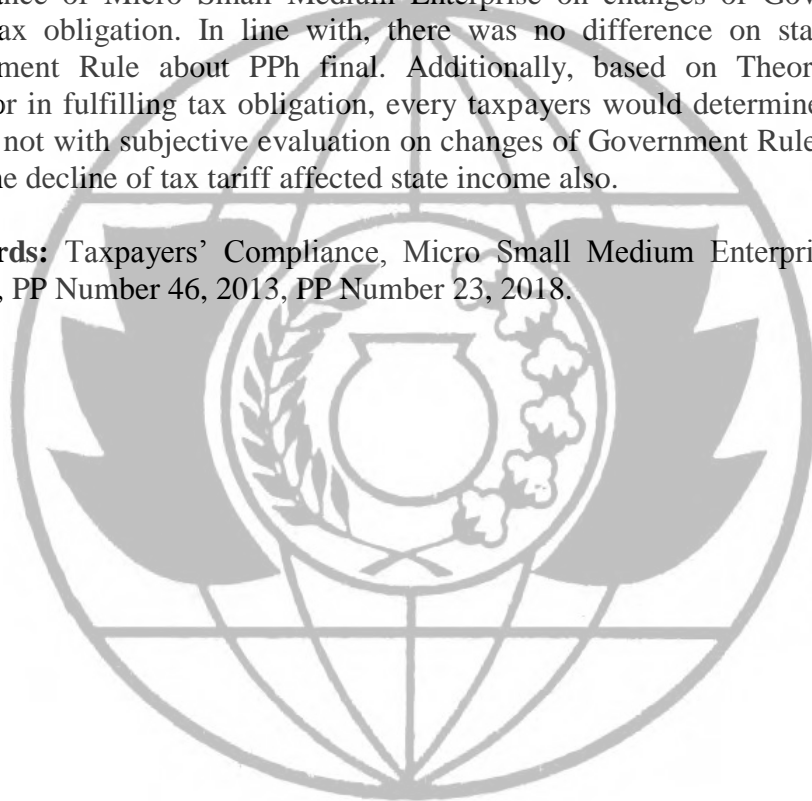 ance of Micro Small Medium Enterprise on changes of Gov
ax obligation. In line with, there was no difference on sta
ment Rule about PPh final. Additionally, based on Theor
or in fulfilling tax obligation, every taxpayers would determine
not with subjective evaluation on changes of Government Rule
he decline of tax tariff affected state income also.
rds: Taxpayers’ Compliance, Micro Small Medium Enterpri
, PP Number 46, 2013, PP Number 23, 2018.